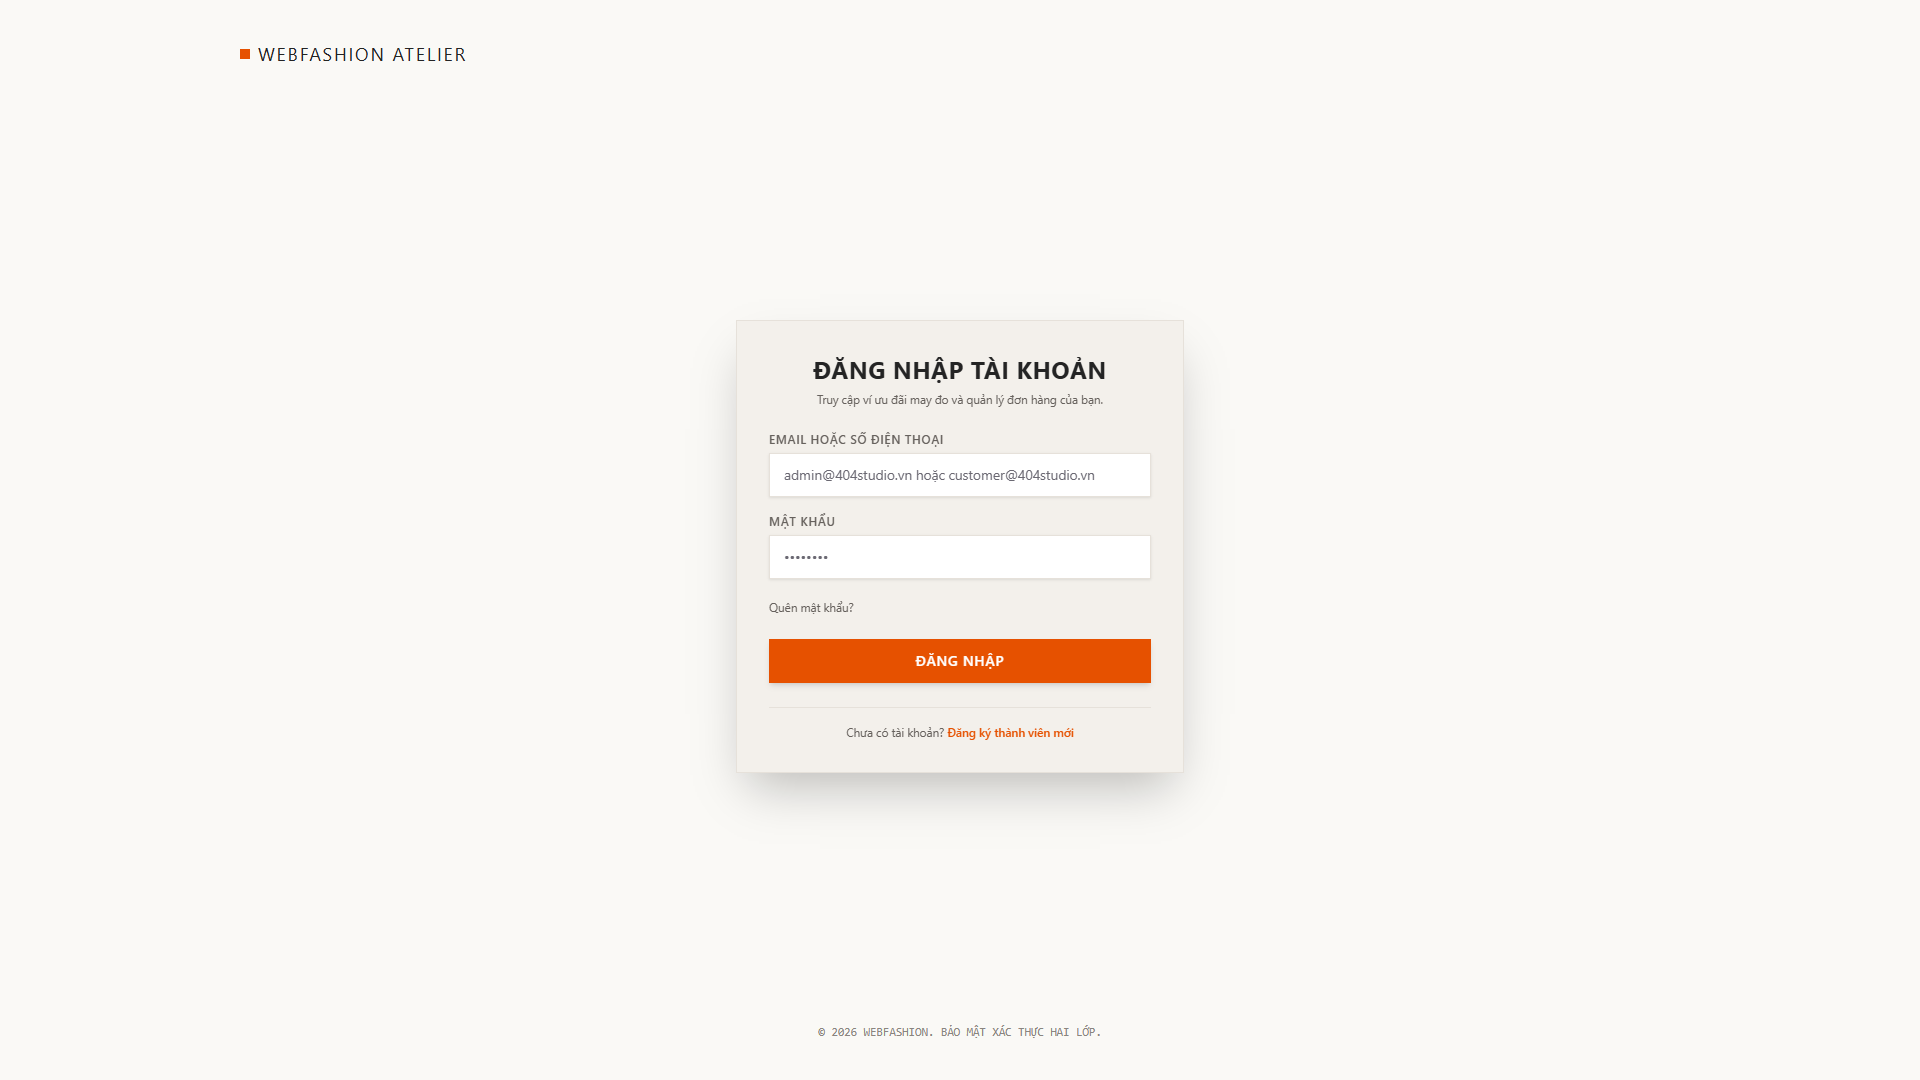 WEBFASHION ATELIER
ĐĂNG NHẬP TÀI KHOẢN
Truy cập ví ưu đãi may đo và quản lý đơn hàng của bạn.
EMAIL HOẶC SỐ ĐIỆN THOẠI
admin@404studio.vn hoặc customer@404studio.vn
MẬT KHẨU
••••••••
Quên mật khẩu?
ĐĂNG NHẬP
Chưa có tài khoản? Đăng ký thành viên mới
© 2026 WEBFASHION. BẢO MẬT XÁC THỰC HAI LỚP.